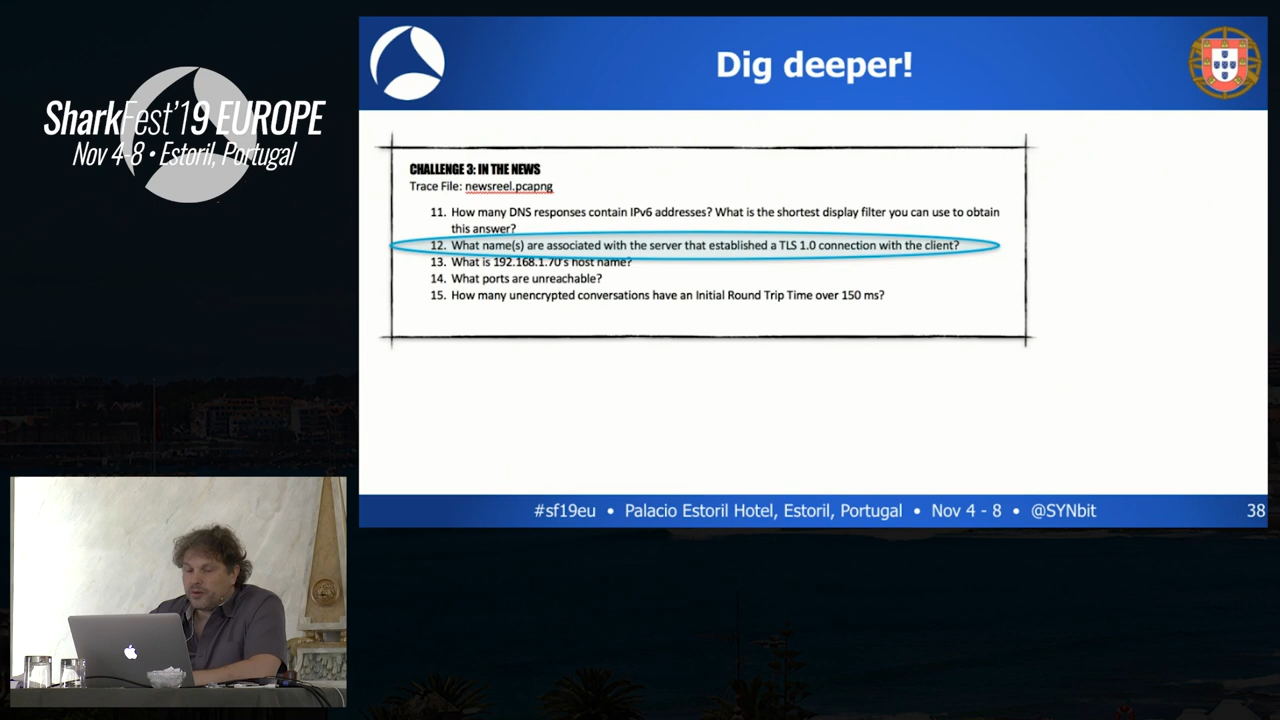 SharkFest'19 EUROPE
Nov 4-8 • Estoril, Portugal
Dig deeper!
CHALLENGE 3: IN THE NEWS
Trace File: newsreel.pcapng
11. How many DNS responses contain IPv6 addresses? What is the shortest display filter you can use to obtain
this answer?
12. What name(s) are associated with the server that established a TLS 1.0 connection with the client?
13. What is 192.168.1.70's host name?
14. What ports are unreachable?
15. How many unencrypted conversations have an Initial Round Trip Time over 150 ms?
#sf19eu • Palacio Estoril Hotel, Estoril, Portugal • Nov 4 - 8 • @SYNbit
38